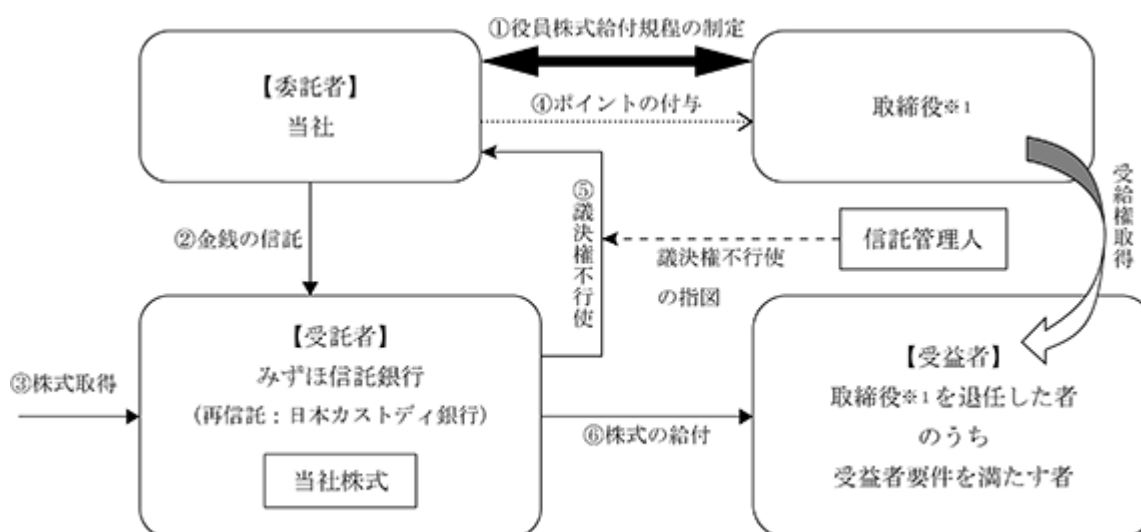 ①役員株式給付規程の制定
【委託者】
当社
④ポイントの付与
取締役※1
②金銭の信託
⑤議決権不行使
議決権不行使
の指図
信託管理人
受給権取得
③株式取得
【受託者】
みずほ信託銀行
(再信託：日本カストディ銀行)
当社株式
⑥株式の給付
【受益者】
取締役※1を退任した者
のうち
受益者要件を満たす者